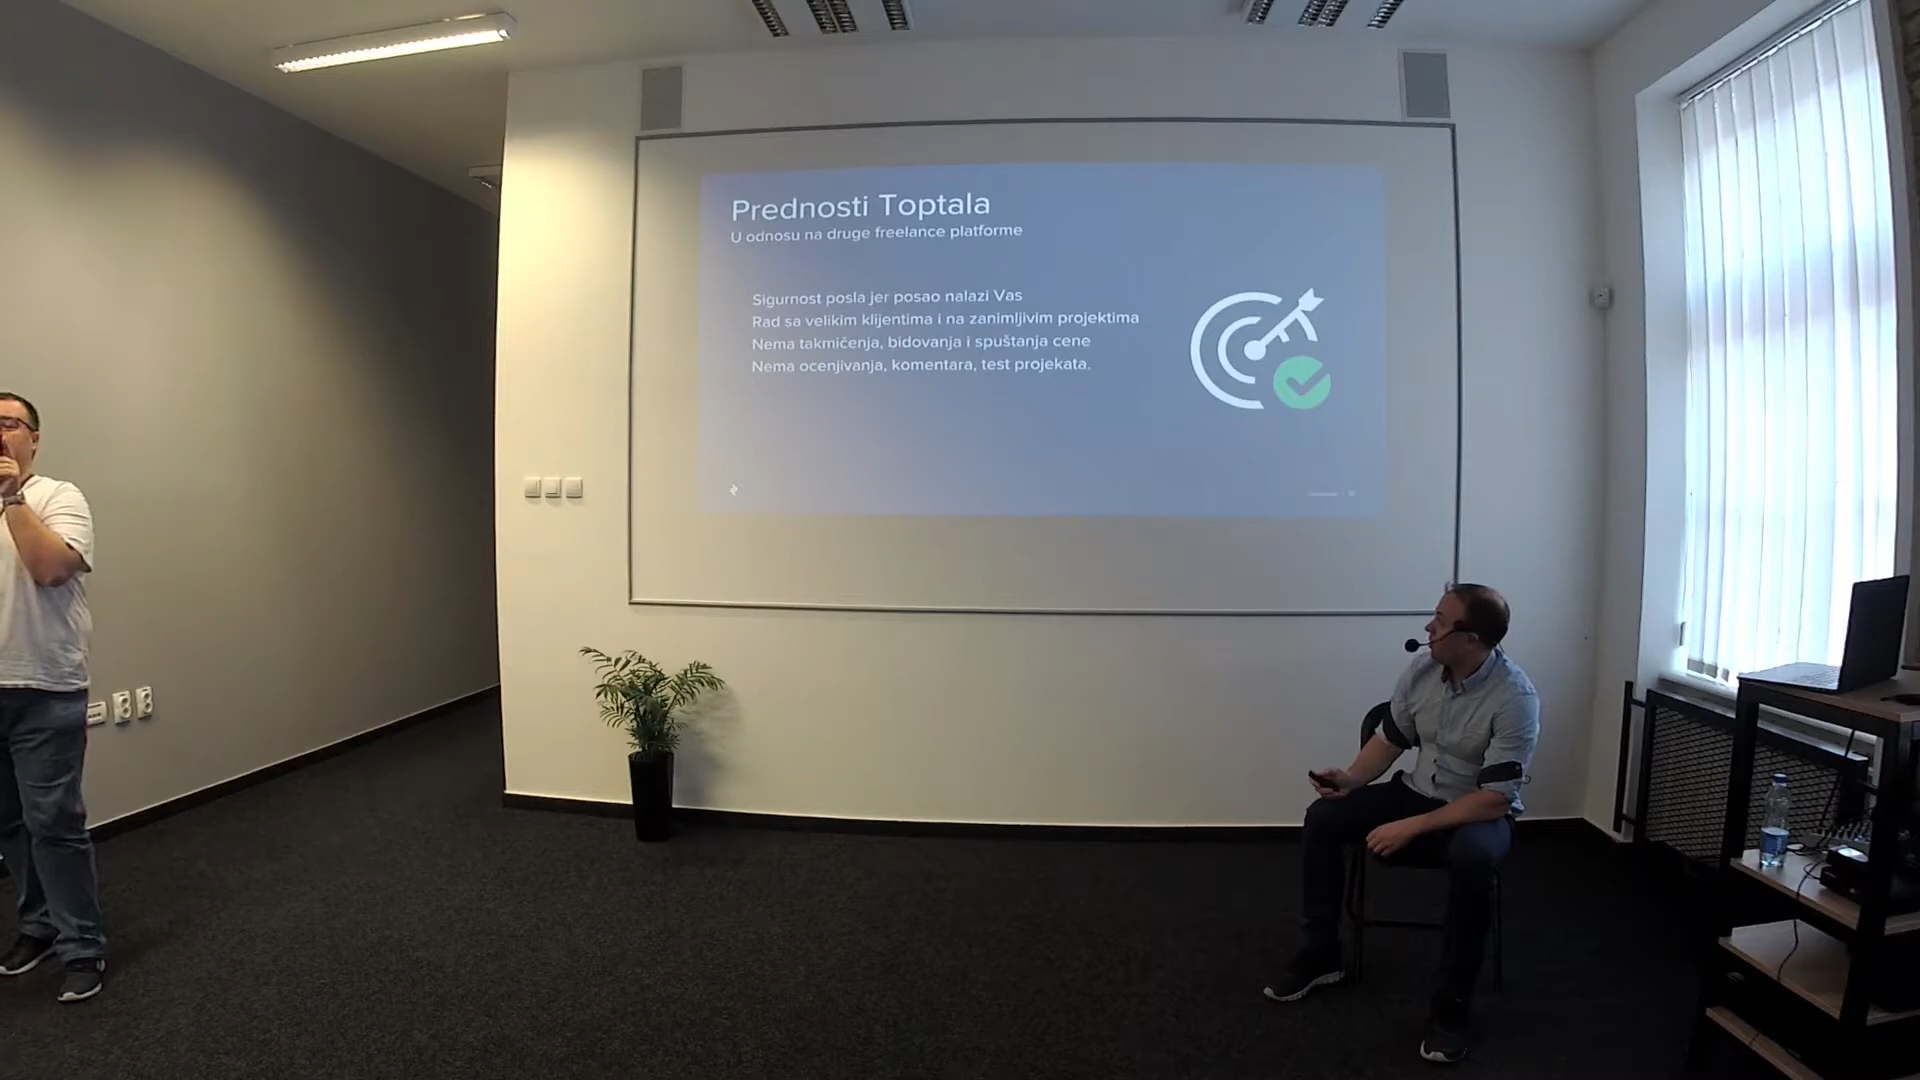 Prednosti Toptala
U odnosu na druge freelance platforme
Sigurnost posla jer posao nalazi Vas
Rad sa velikim klijentima i na zanimljivim projektima
Nema takmičenja, bidovanja i spuštanja cene
Nema ocenjivanja, komentara, test projekata.